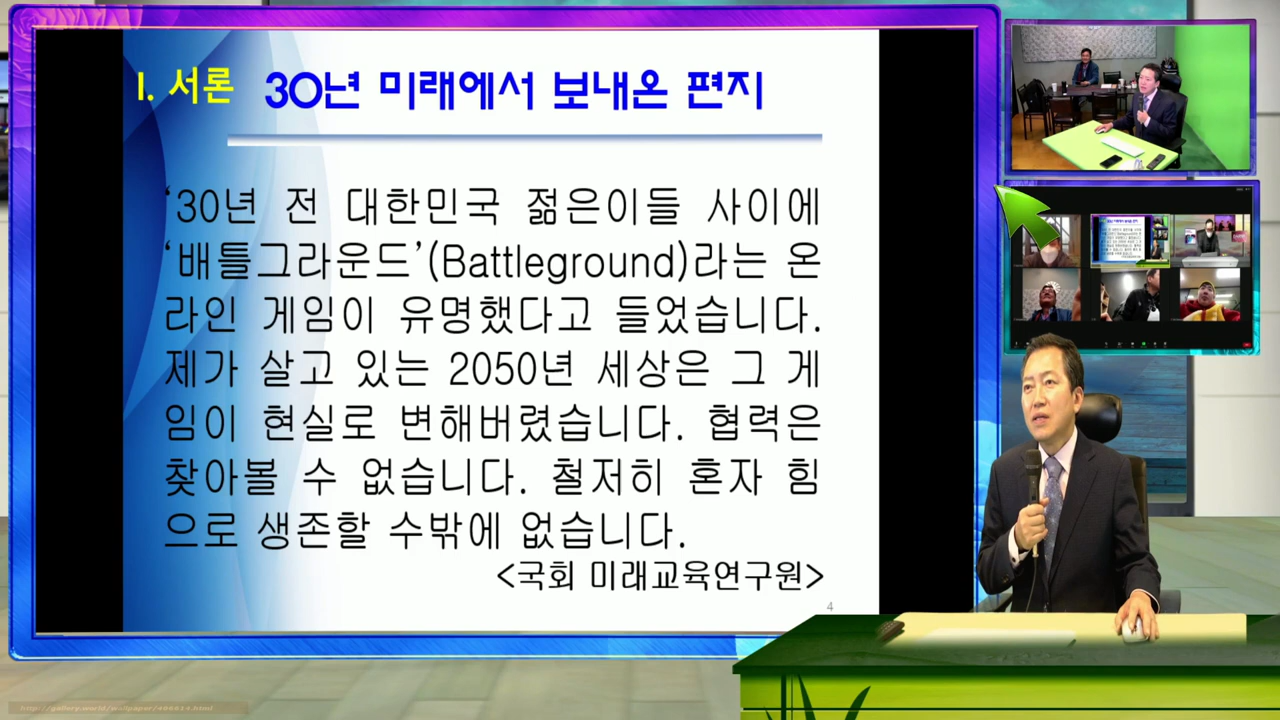 I. 서론 30년 미래에서 보내온 편지
‘30년 전 대한민국 젊은이들 사이에
‘배틀그라운드’(Battleground)라는 온
라인 게임이 유명했다고 들었습니다.
제가 살고 있는 2050년 세상은 그 게
임이 현실로 변해버렸습니다. 협력은
찾아볼 수 없습니다. 철저히 혼자 힘
으로 생존할 수밖에 없습니다.
<국회 미래교육연구원>
4
http://gallery.world/wallpaper/466614.html